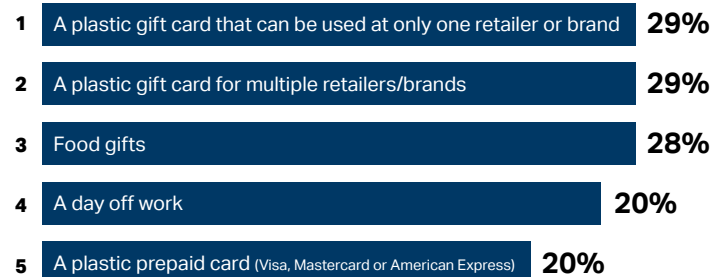 1 A plastic gift card that can be used at only one retailer or brand 29%
2 A plastic gift card for multiple retailers/brands 29%
3 Food gifts 28%
4 A day off work 20%
5 A plastic prepaid card (Visa, Mastercard or American Express) 20%